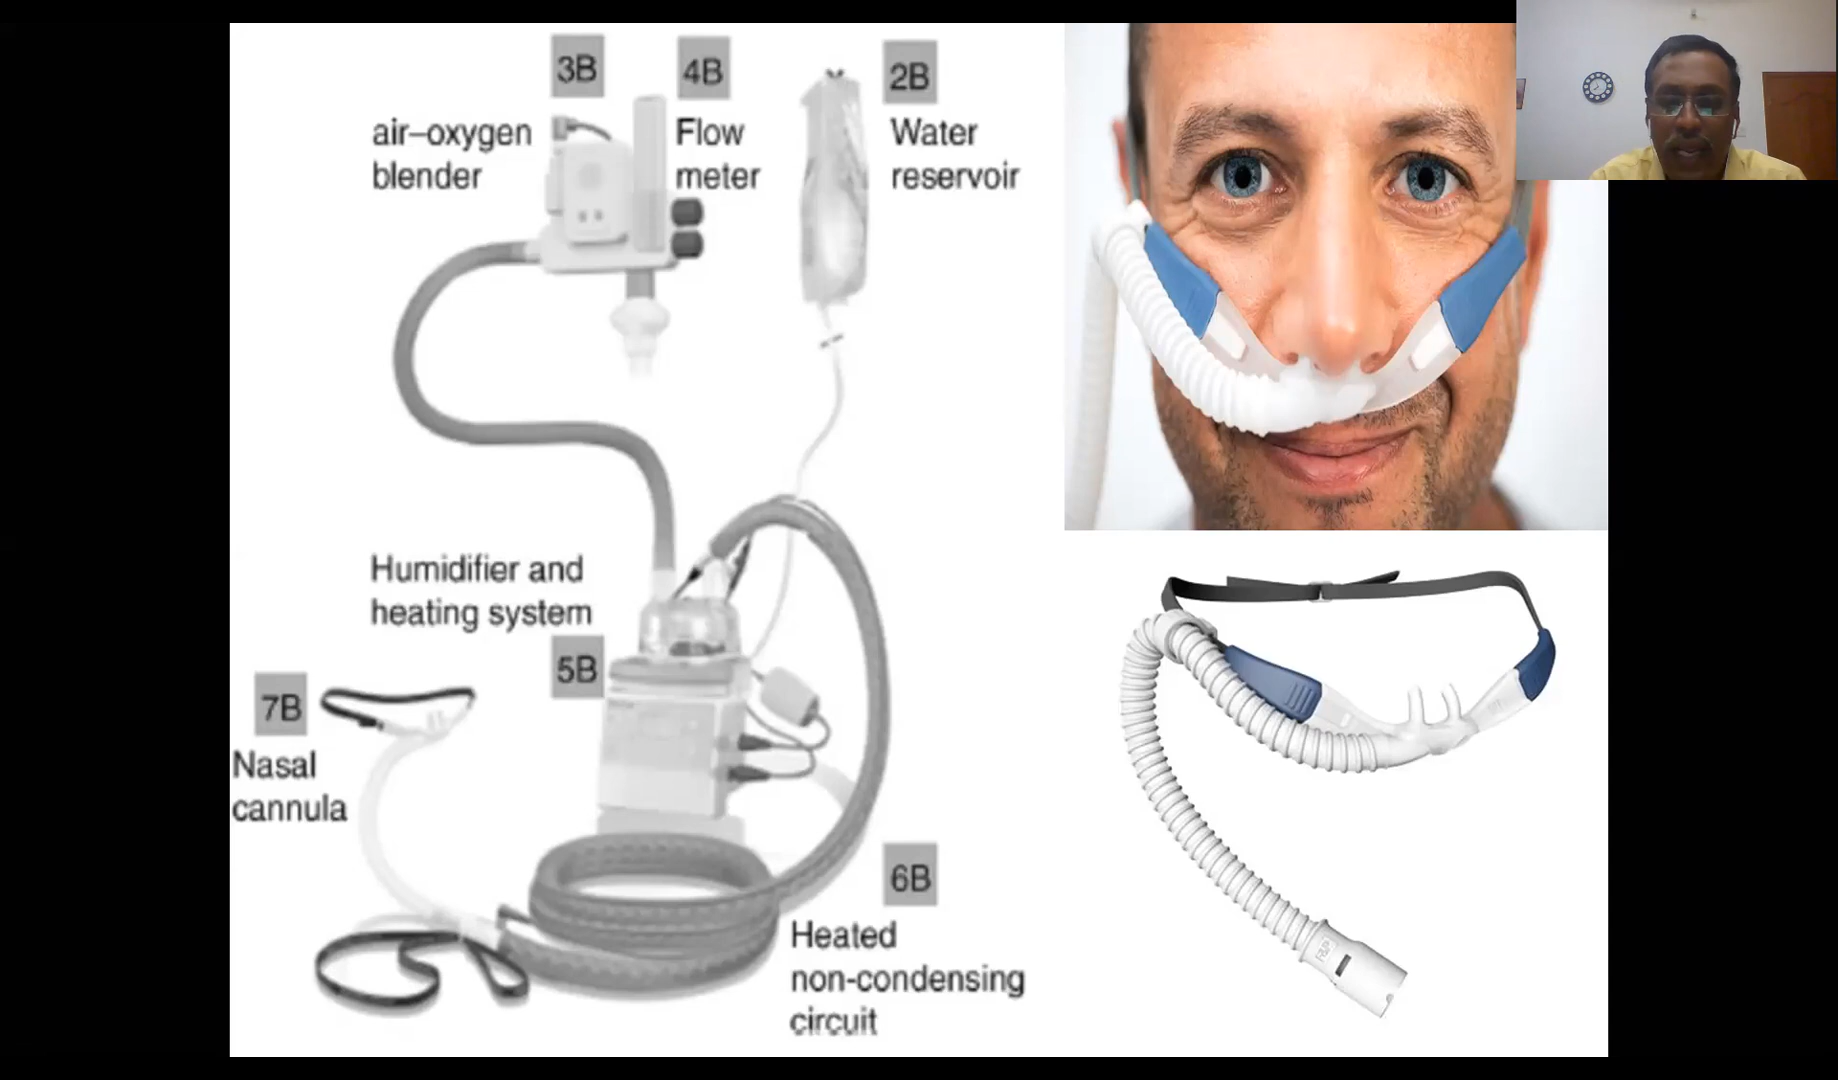 3B
air–oxygen
blender
4B
Flow
meter
2B
Water
reservoir
Humidifier and
heating system
5B
7B
Nasal
cannula
6B
Heated
non-condensing
circuit